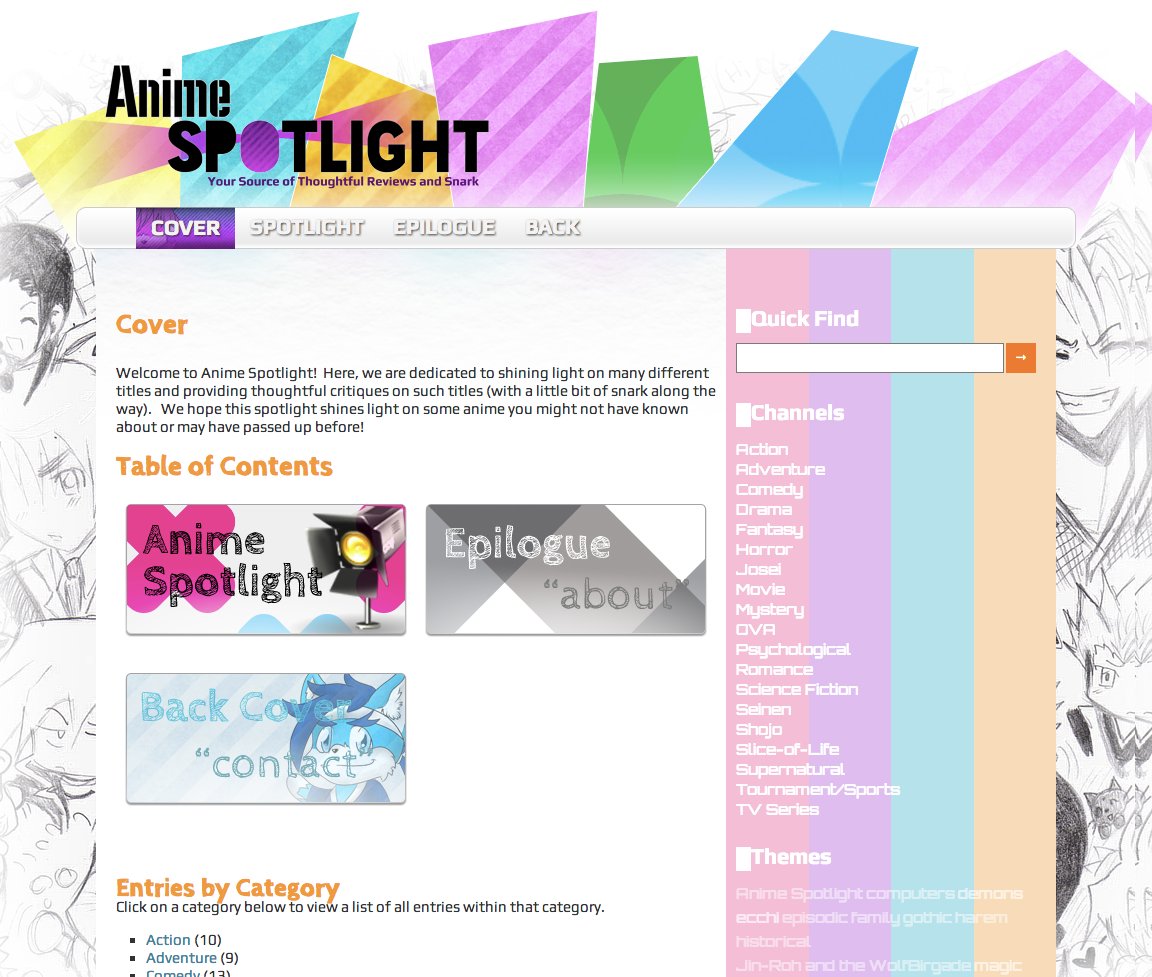 Anime
SPOTLIGHT
Your Source of Thoughtful Reviews and Snark
COVER SPOTLIGHT EPILOGUE BACK
Cover
Welcome to Anime Spotlight!  Here, we are dedicated to shining light on many different
titles and providing thoughtful critiques on such titles (with a little bit of snark along the
way).   We hope this spotlight shines light on some anime you might not have known
about or may have passed up before!
Table of Contents
Anime
Spotlight
Epilogue
“about”
Back Cover
“contact”
Entries by Category
Click on a category below to view a list of all entries within that category.
Action (10)
Adventure (9)
Comedy (13)
Quick Find
→
Channels
Action
Adventure
Comedy
Drama
Fantasy
Horror
Josei
Movie
Mystery
OVA
Psychological
Romance
Science Fiction
Seinen
Shojo
Slice-of-Life
Supernatural
Tournament/Sports
TV Series
Themes
Anime Spotlight computers demons
ecchi episodic family gothic harem
historical
Jin-Roh and the WolfBirgade magic